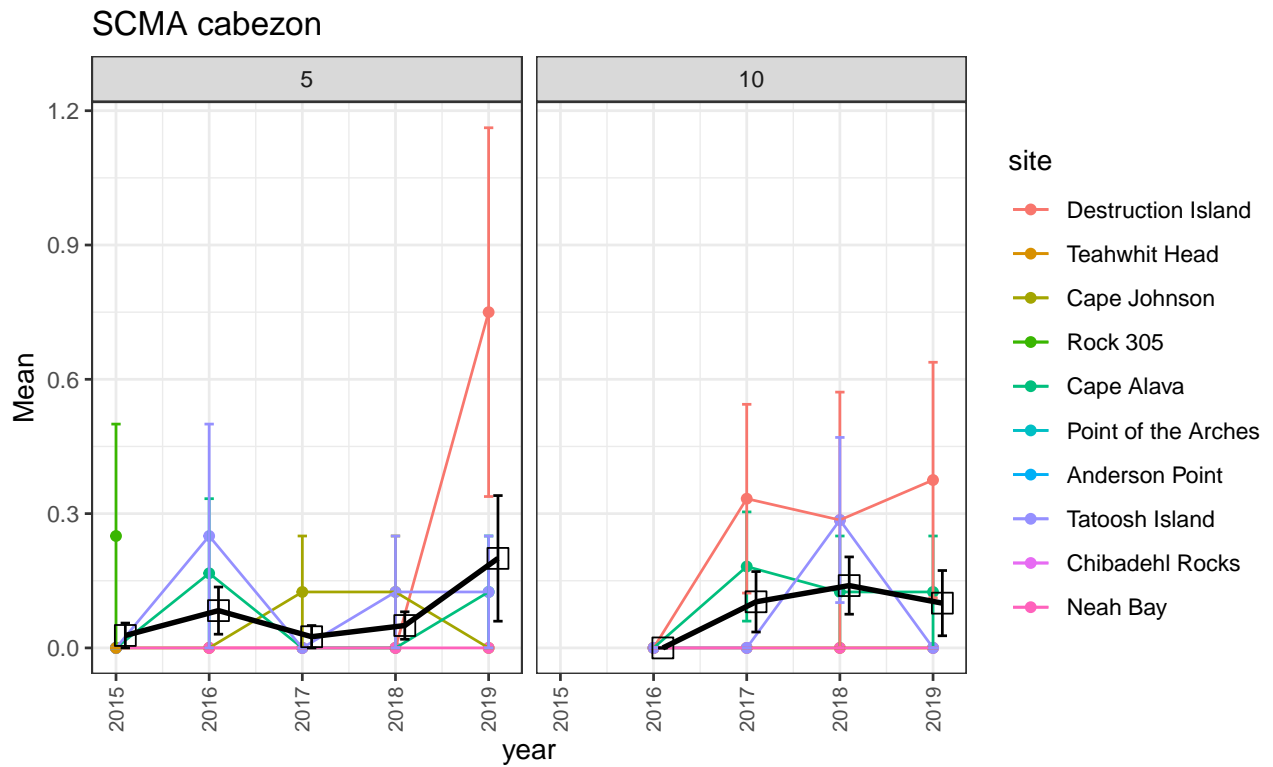 SCMA cabezon
5
10
Mean
1.2
0.9
0.6
0.3
0.0
2015
2016
2017
2018
2019
2015
2016
2017
2018
2019
year
site
Destruction Island
Teahwhit Head
Cape Johnson
Rock 305
Cape Alava
Point of the Arches
Anderson Point
Tatoosh Island
Chibadehl Rocks
Neah Bay